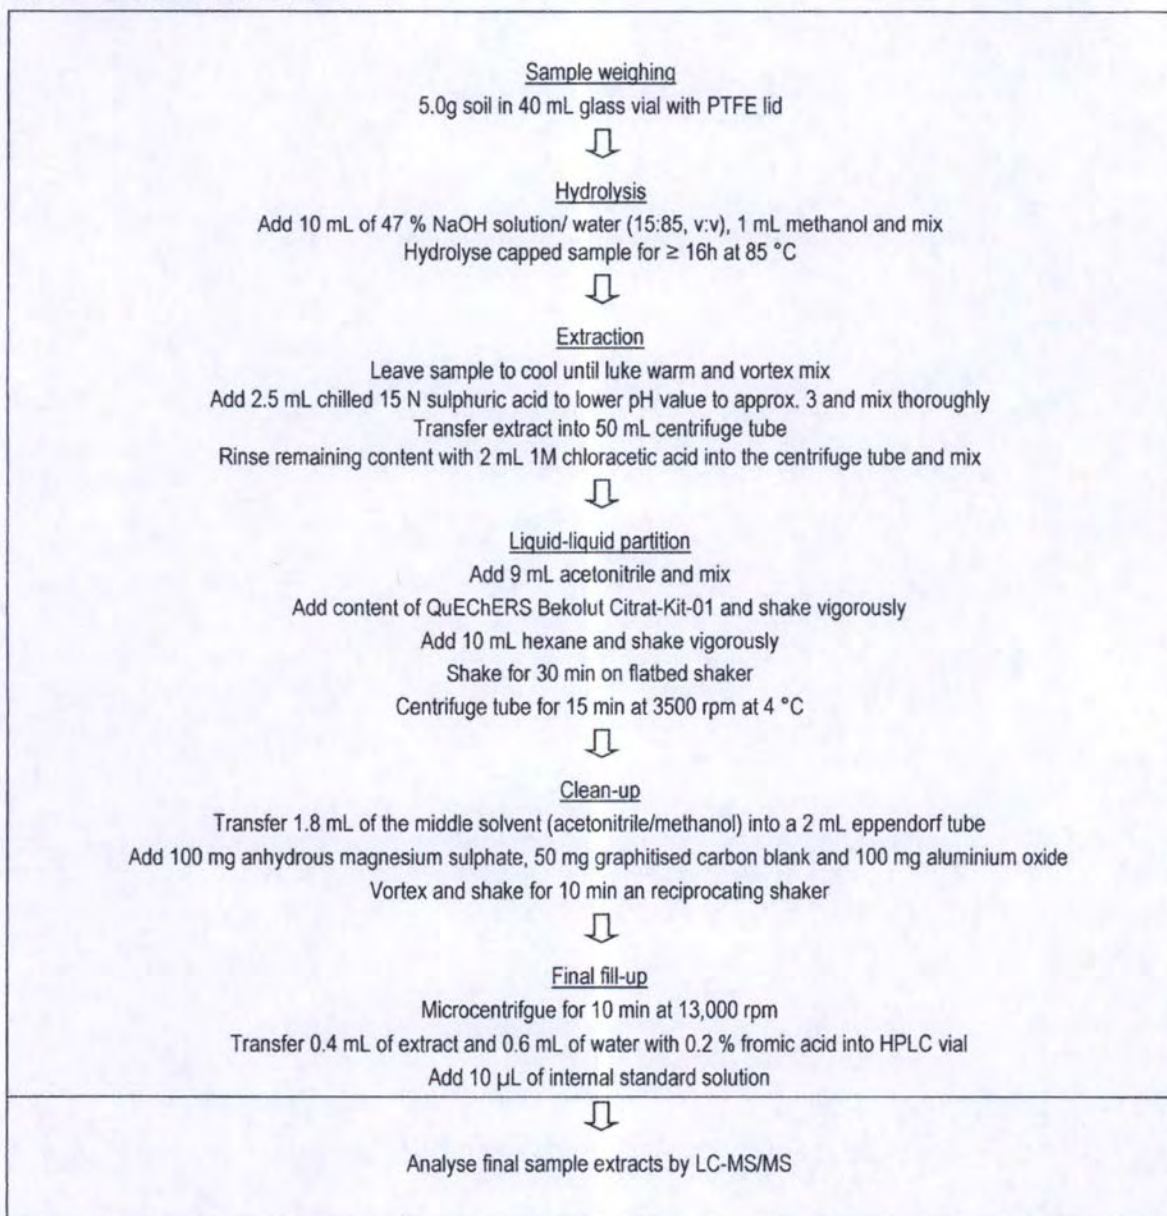 Sample weighing
5.0g soil in 40 mL glass vial with PTFE lid
Hydrolysis
Add 10 mL of 47 % NaOH solution/ water (15:85, v:v), 1 mL methanol and mix
Hydrolyse capped sample for ≥ 16h at 85 °C
Extraction
Leave sample to cool until luke warm and vortex mix
Add 2.5 mL chilled 15 N sulphuric acid to lower pH value to approx. 3 and mix thoroughly
Transfer extract into 50 mL centrifuge tube
Rinse remaining content with 2 mL 1M chloracetic acid into the centrifuge tube and mix
Liquid-liquid partition
Add 9 mL acetonitrile and mix
Add content of QuEChERS Bekolut Citrat-Kit-01 and shake vigorously
Add 10 mL hexane and shake vigorously
Shake for 30 min on flatbed shaker
Centrifuge tube for 15 min at 3500 rpm at 4 °C
Clean-up
Transfer 1.8 mL of the middle solvent (acetonitrile/methanol) into a 2 mL eppendorf tube
Add 100 mg anhydrous magnesium sulphate, 50 mg graphitised carbon blank and 100 mg aluminium oxide
Vortex and shake for 10 min an reciprocating shaker
Final fill-up
Microcentrifgue for 10 min at 13,000 rpm
Transfer 0.4 mL of extract and 0.6 mL of water with 0.2 % fromic acid into HPLC vial
Add 10 µL of internal standard solution
Analyse final sample extracts by LC-MS/MS